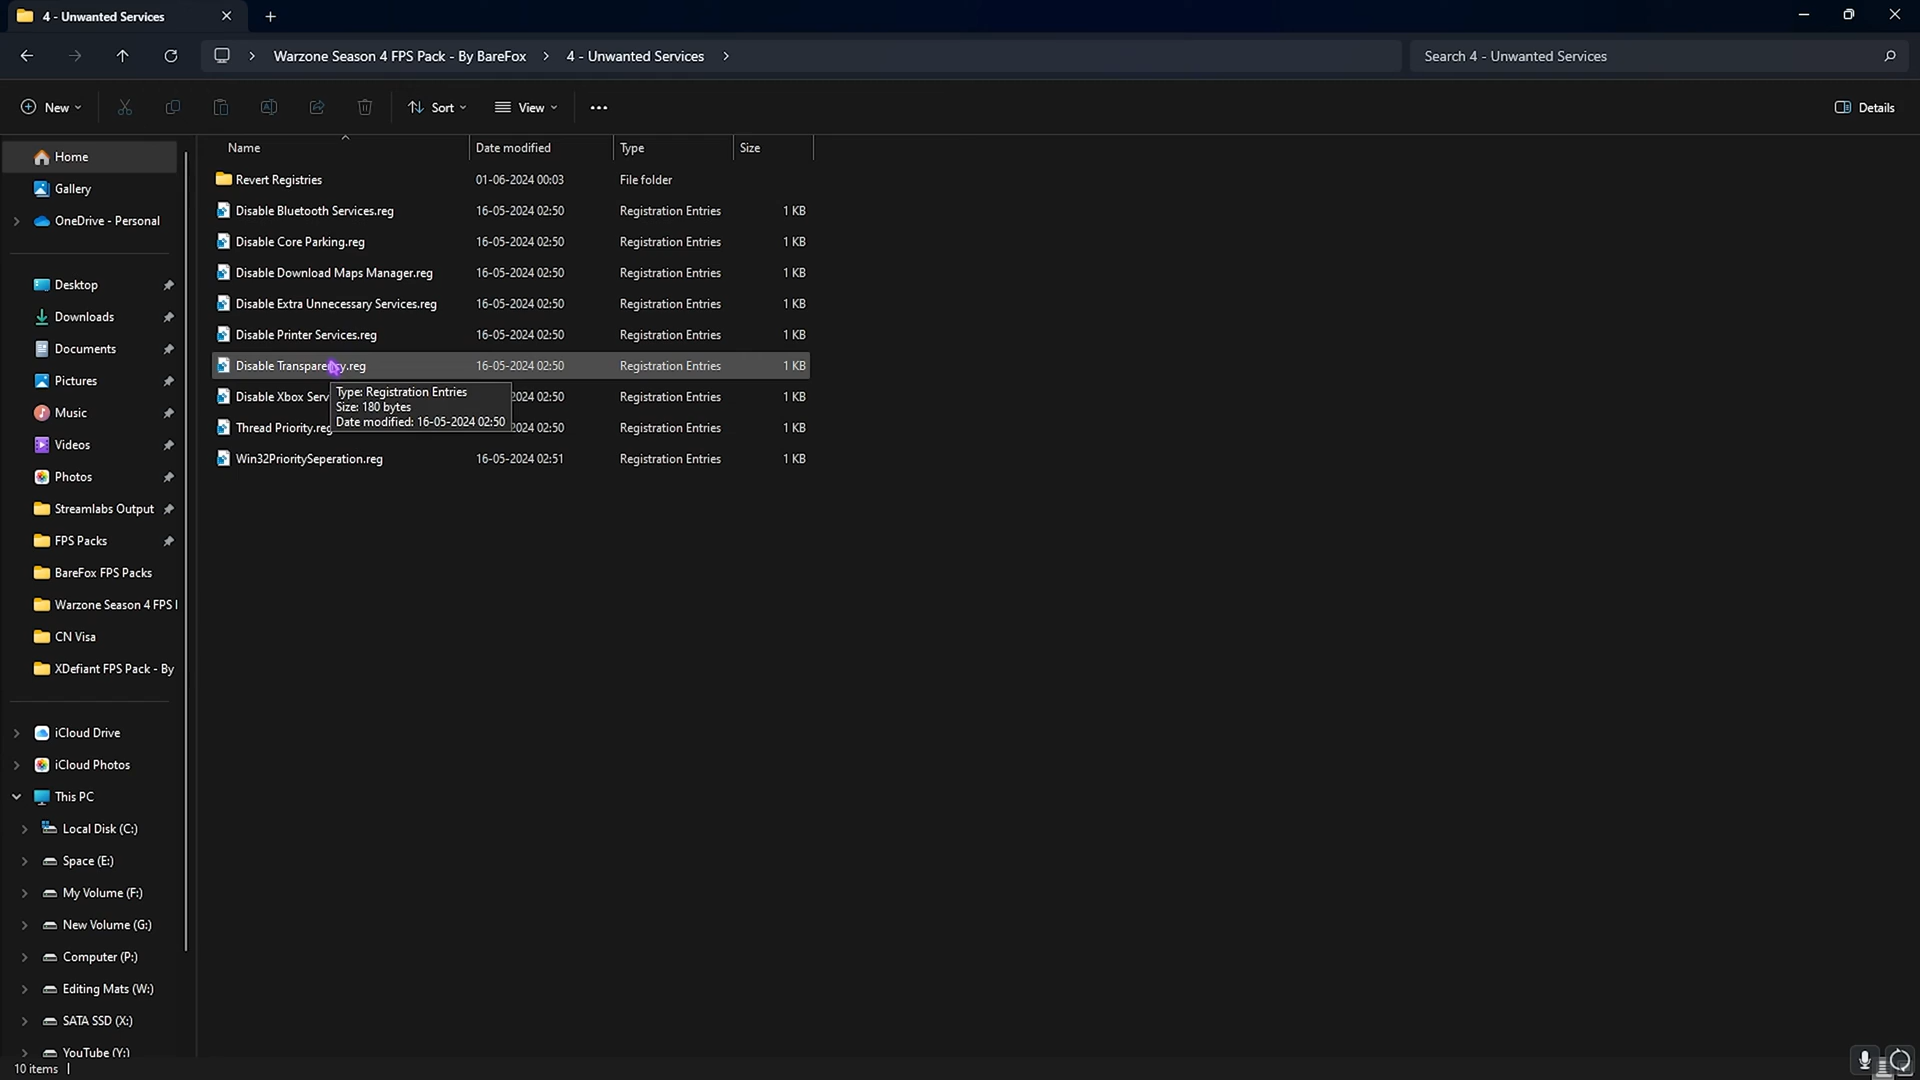 4 - Unwanted Services
Warzone Season 4 FPS Pack - By BareFox > 4 - Unwanted Services >
Search 4 - Unwanted Services
New
Sort
View
Details
Name Date modified Type Size
Revert Registries 01-06-2024 00:03 File folder
Disable Bluetooth Services.reg 16-05-2024 02:50 Registration Entries 1 KB
Disable Core Parking.reg 16-05-2024 02:50 Registration Entries 1 KB
Disable Download Maps Manager.reg 16-05-2024 02:50 Registration Entries 1 KB
Disable Extra Unnecessary Services.reg 16-05-2024 02:50 Registration Entries 1 KB
Disable Printer Services.reg 16-05-2024 02:50 Registration Entries 1 KB
Disable Transparency.reg 16-05-2024 02:50 Registration Entries 1 KB
Disable Xbox Serv 2024 02:50 Registration Entries 1 KB
Thread Priority.reg 2024 02:50 Registration Entries 1 KB
Win32PrioritySeperation.reg 16-05-2024 02:51 Registration Entries 1 KB
Type: Registration Entries
Size: 180 bytes
Date modified: 16-05-2024 02:50
Home
Gallery
OneDrive - Personal
Desktop
Downloads
Documents
Pictures
Music
Videos
Photos
Streamlabs Output
FPS Packs
BareFox FPS Packs
Warzone Season 4 FPS
CN Visa
XDefiant FPS Pack - By
iCloud Drive
iCloud Photos
This PC
Local Disk (C:)
Space (E:)
My Volume (F:)
New Volume (G:)
Computer (P:)
Editing Mats (W:)
SATA SSD (X:)
YouTube (Y:)
10 items